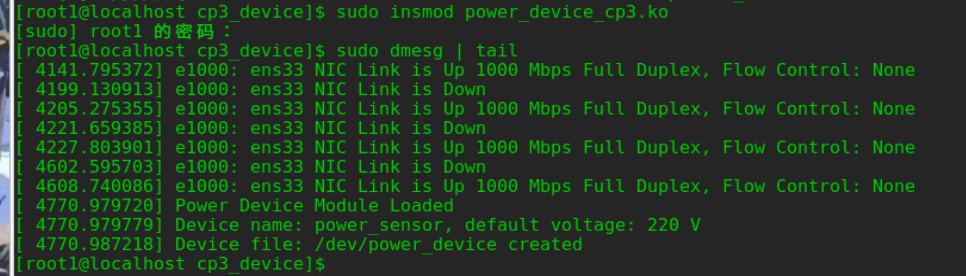 [root1@localhost cp3_device]$ sudo insmod power_device_cp3.ko
[sudo] root1 的密码：
[root1@localhost cp3_device]$ sudo dmesg | tail
[ 4141.795372] e1000: ens33 NIC Link is Up 1000 Mbps Full Duplex, Flow Control: None
[ 4199.130913] e1000: ens33 NIC Link is Down
[ 4205.275355] e1000: ens33 NIC Link is Up 1000 Mbps Full Duplex, Flow Control: None
[ 4221.659385] e1000: ens33 NIC Link is Down
[ 4227.803901] e1000: ens33 NIC Link is Up 1000 Mbps Full Duplex, Flow Control: None
[ 4602.595703] e1000: ens33 NIC Link is Down
[ 4608.740086] e1000: ens33 NIC Link is Up 1000 Mbps Full Duplex, Flow Control: None
[ 4770.979720] Power Device Module Loaded
[ 4770.979779] Device name: power_sensor, default voltage: 220 V
[ 4770.987218] Device file: /dev/power_device created
[root1@localhost cp3_device]$